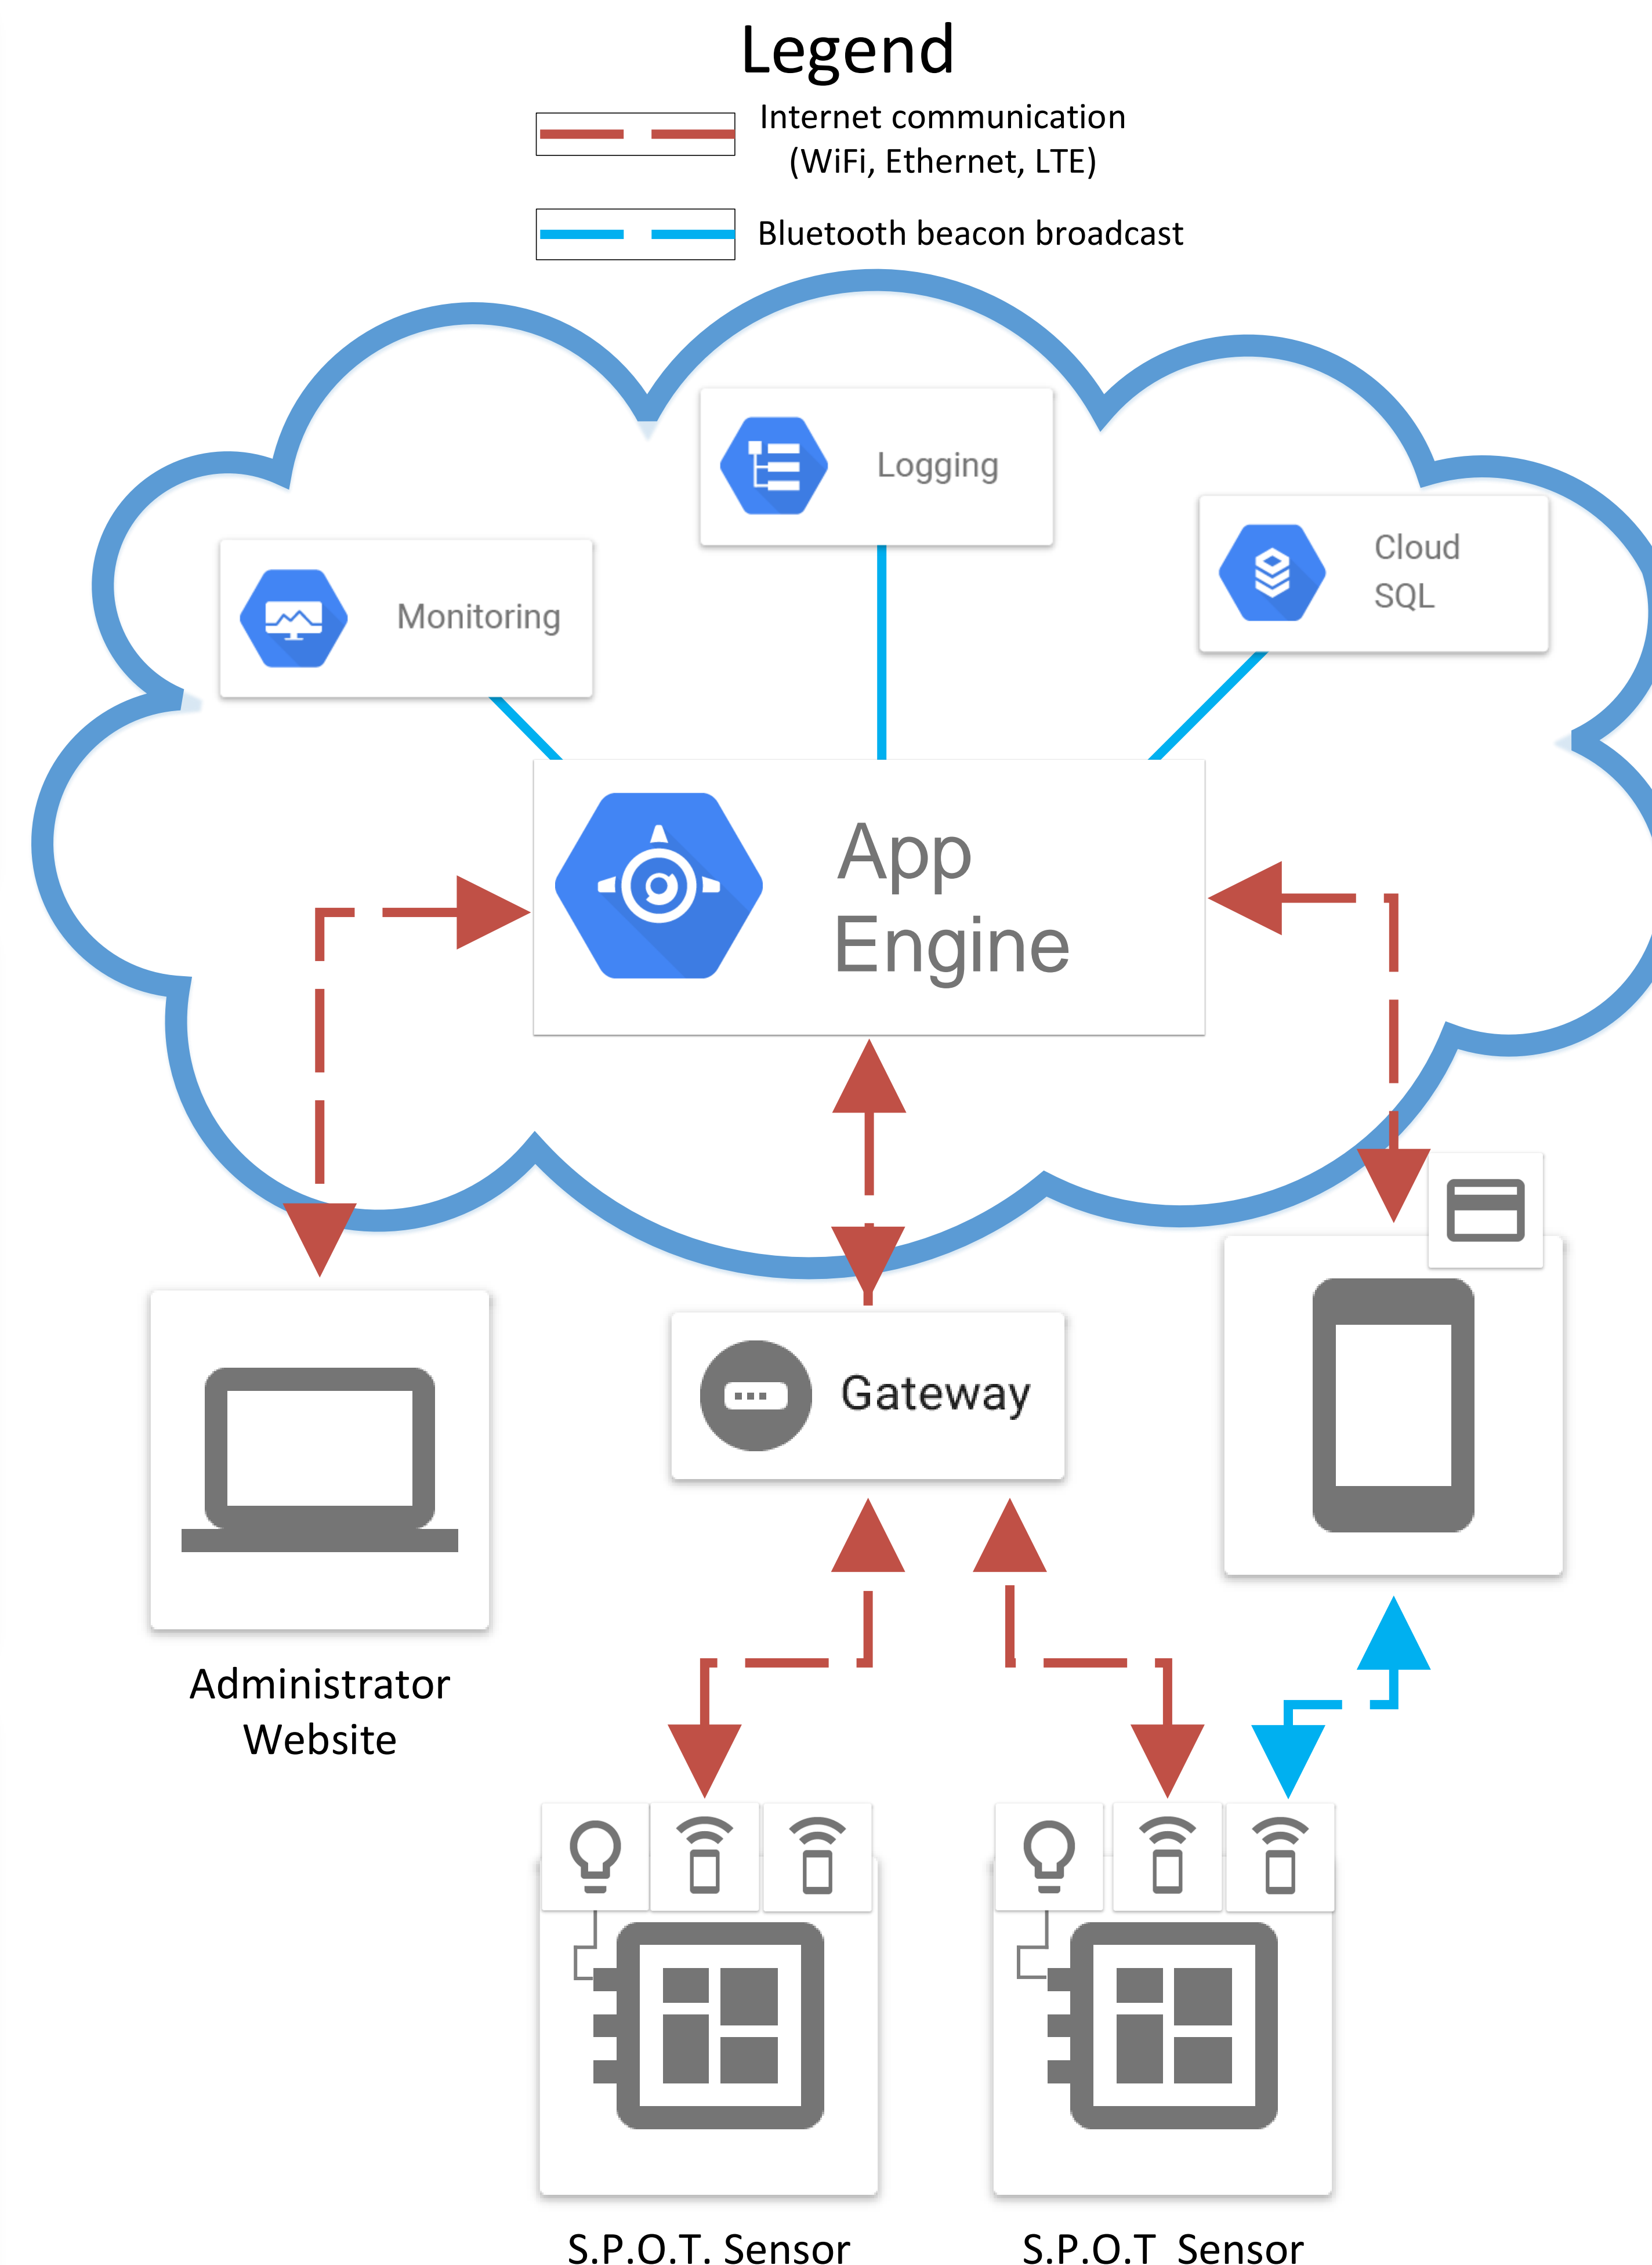 Legend
Internet communication
(WiFi, Ethernet, LTE)
Bluetooth beacon broadcast
Logging
Cloud
SQL
Monitoring
App
Engine
Gateway
Administrator
Website
S.P.O.T. Sensor
S.P.O.T  Sensor